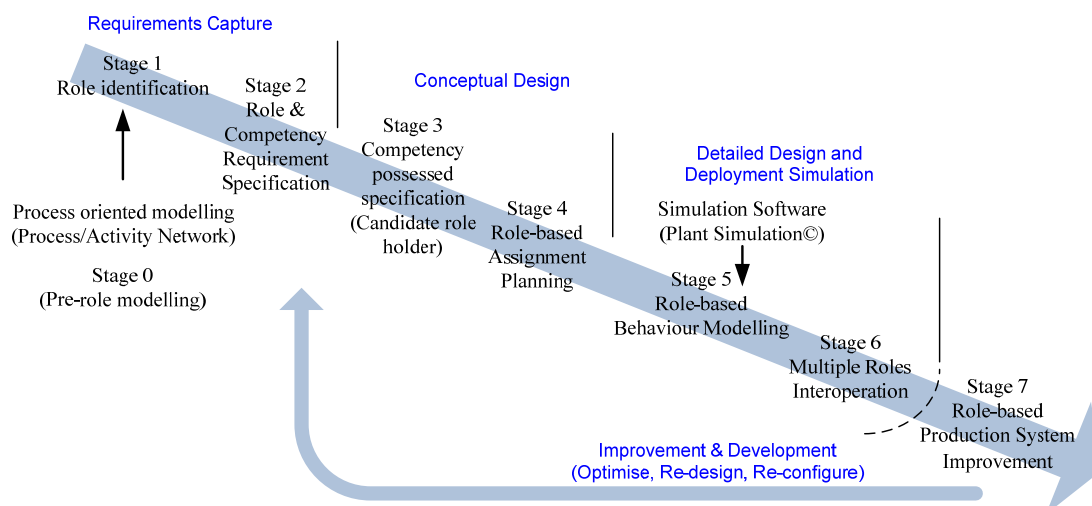 Requirements Capture
Stage 1
Role identification
Process oriented modelling
(Process/Activity Network)
Stage 0
(Pre-role modelling)
Stage 2
Role &
Competency
Requirement
Specification
Conceptual Design
Stage 3
Competency
possessed
specification
(Candidate role
holder)
Stage 4
Role-based
Assignment
Planning
Detailed Design and
Deployment Simulation
Simulation Software
(Plant Simulation©)
Stage 5
Role-based
Behaviour Modelling
Stage 6
Multiple Roles
Interoperation
Stage 7
Role-based
Production System
Improvement
Improvement & Development
(Optimise, Re-design, Re-configure)